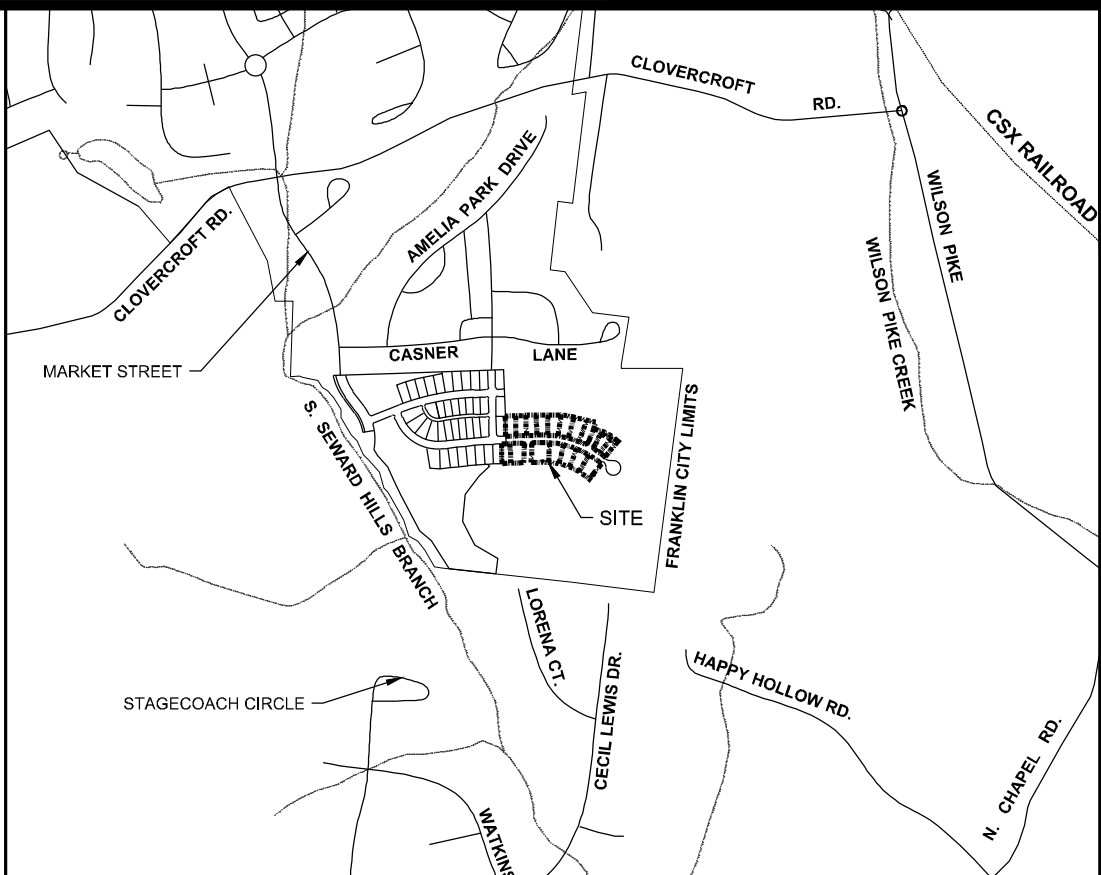 CLOVERCROFT
RD.
CSX RAILROAD
AMELIA PARK DRIVE
WILSON PIKE
CLOVERCROFT RD.
WILSON PIKE CREEK
MARKET STREET
CASNER
LANE
S. SEWARD HILLS BRANCH
FRANKLIN CITY LIMITS
SITE
LORENA CT.
CECIL LEWIS DR.
HAPPY HOLLOW RD.
STAGECOACH CIRCLE
N. CHAPEL RD.
WATKINS